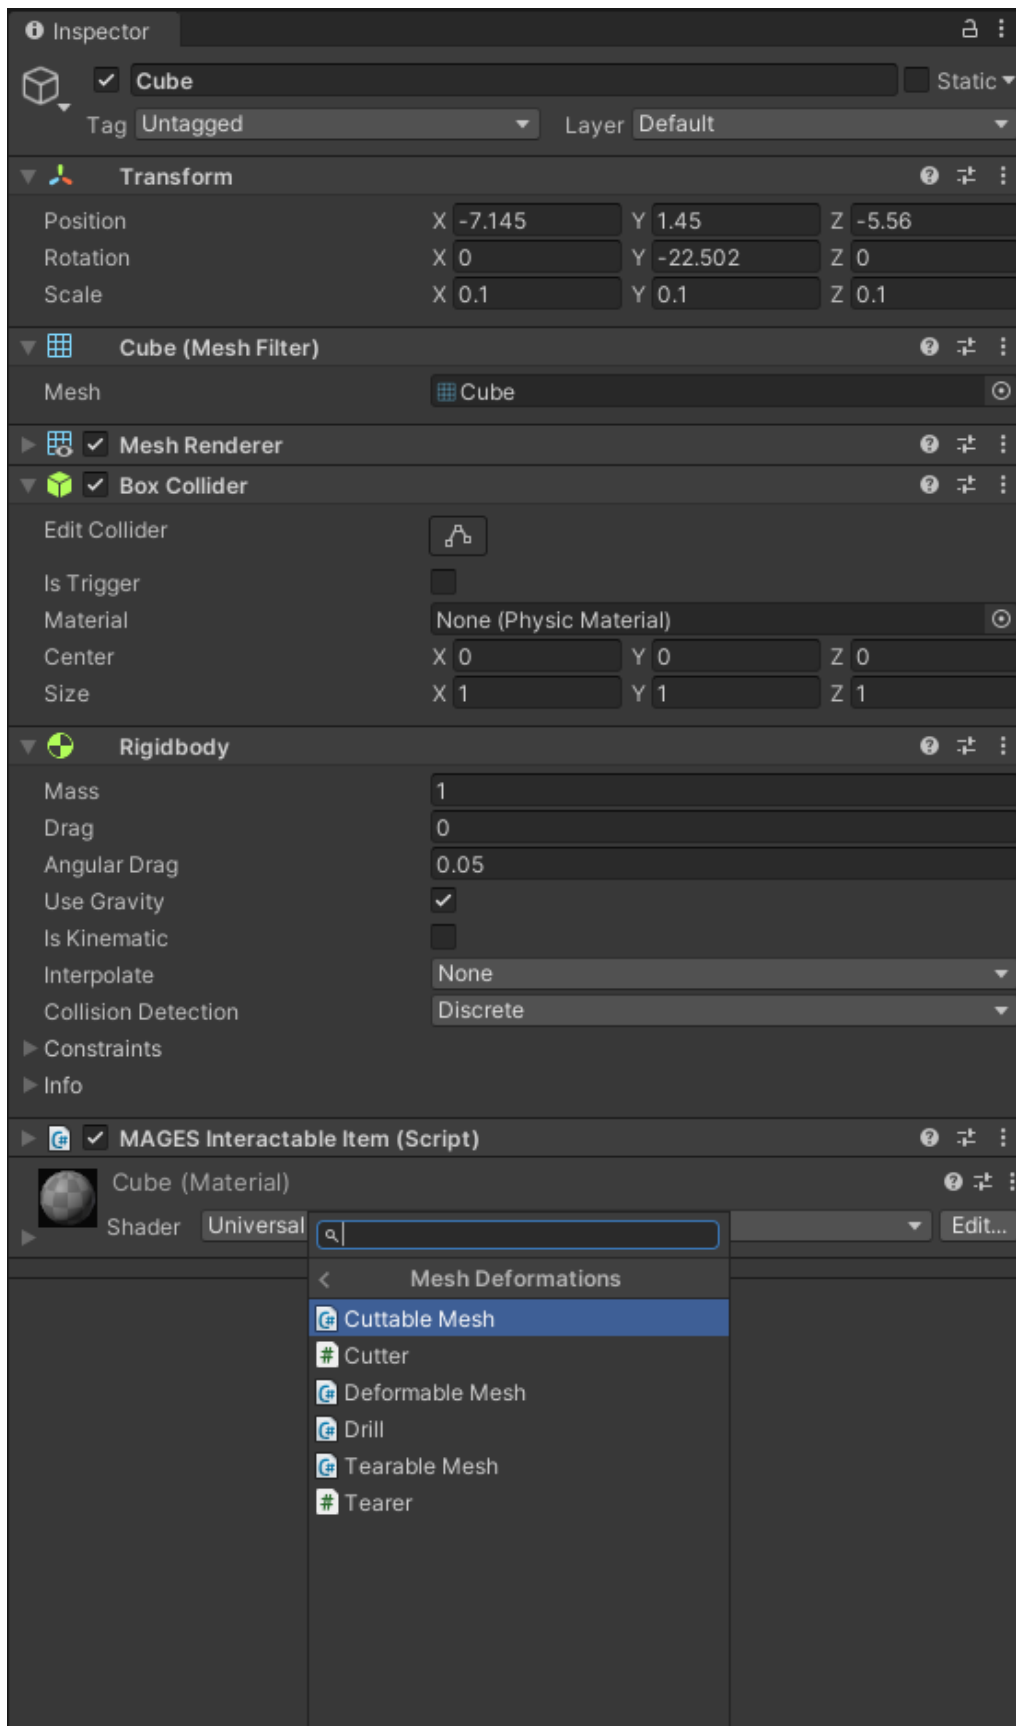 Inspector
Cube Static
Tag Untagged Layer Default
Transform
Position X -7.145 Y 1.45 Z -5.56
Rotation X 0 Y -22.502 Z 0
Scale X 0.1 Y 0.1 Z 0.1
Cube (Mesh Filter)
Mesh Cube
Mesh Renderer
Box Collider
Edit Collider
Is Trigger
Material None (Physic Material)
Center X 0 Y 0 Z 0
Size X 1 Y 1 Z 1
Rigidbody
Mass 1
Drag 0
Angular Drag 0.05
Use Gravity
Is Kinematic
Interpolate None
Collision Detection Discrete
Constraints
Info
MAGES Interactable Item (Script)
Cube (Material)
Shader Universal Edit...
Mesh Deformations
Cuttable Mesh
Cutter
Deformable Mesh
Drill
Tearable Mesh
Tearer